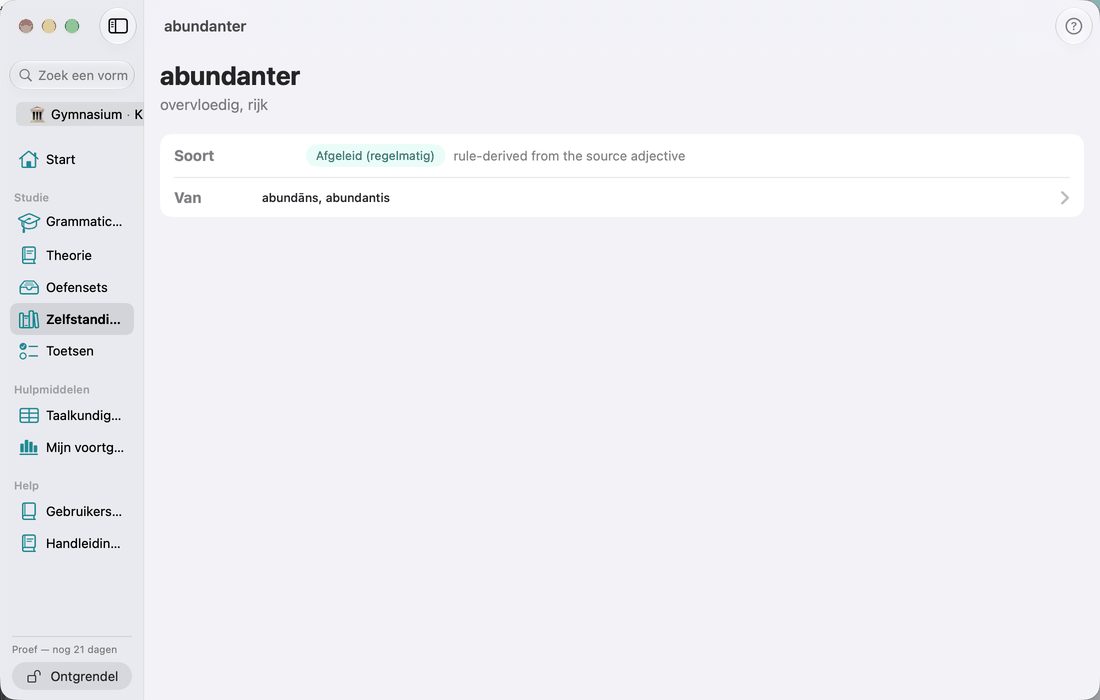 abundanter
Zoek een vorm
Gymnasium · K
Start
Studie
Grammatic...
Theorie
Oefensets
Zelfstandi...
Toetsen
Hulpmiddelen
Taalkundig...
Mijn voortg...
Help
Gebruikers...
Handleidin...
Proef — nog 21 dagen
Ontgrendel
abundanter
overvloedig, rijk
Soort Afgeleid (regelmatig) rule-derived from the source adjective
Van abundāns, abundantis